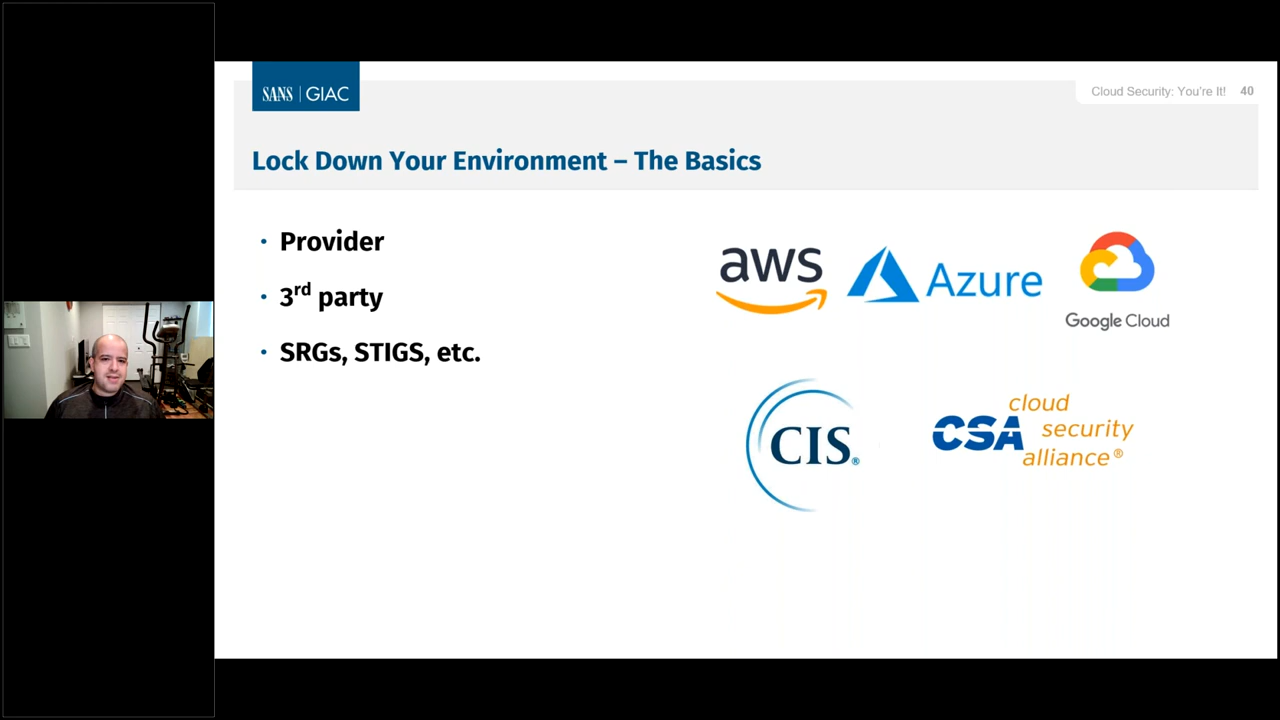 SANS | GIAC
Cloud Security: You're It! 40
Lock Down Your Environment – The Basics
• Provider
• 3rd party
• SRGs, STIGS, etc.
aws
Azure
Google Cloud
CIS®
CSA cloud security alliance®